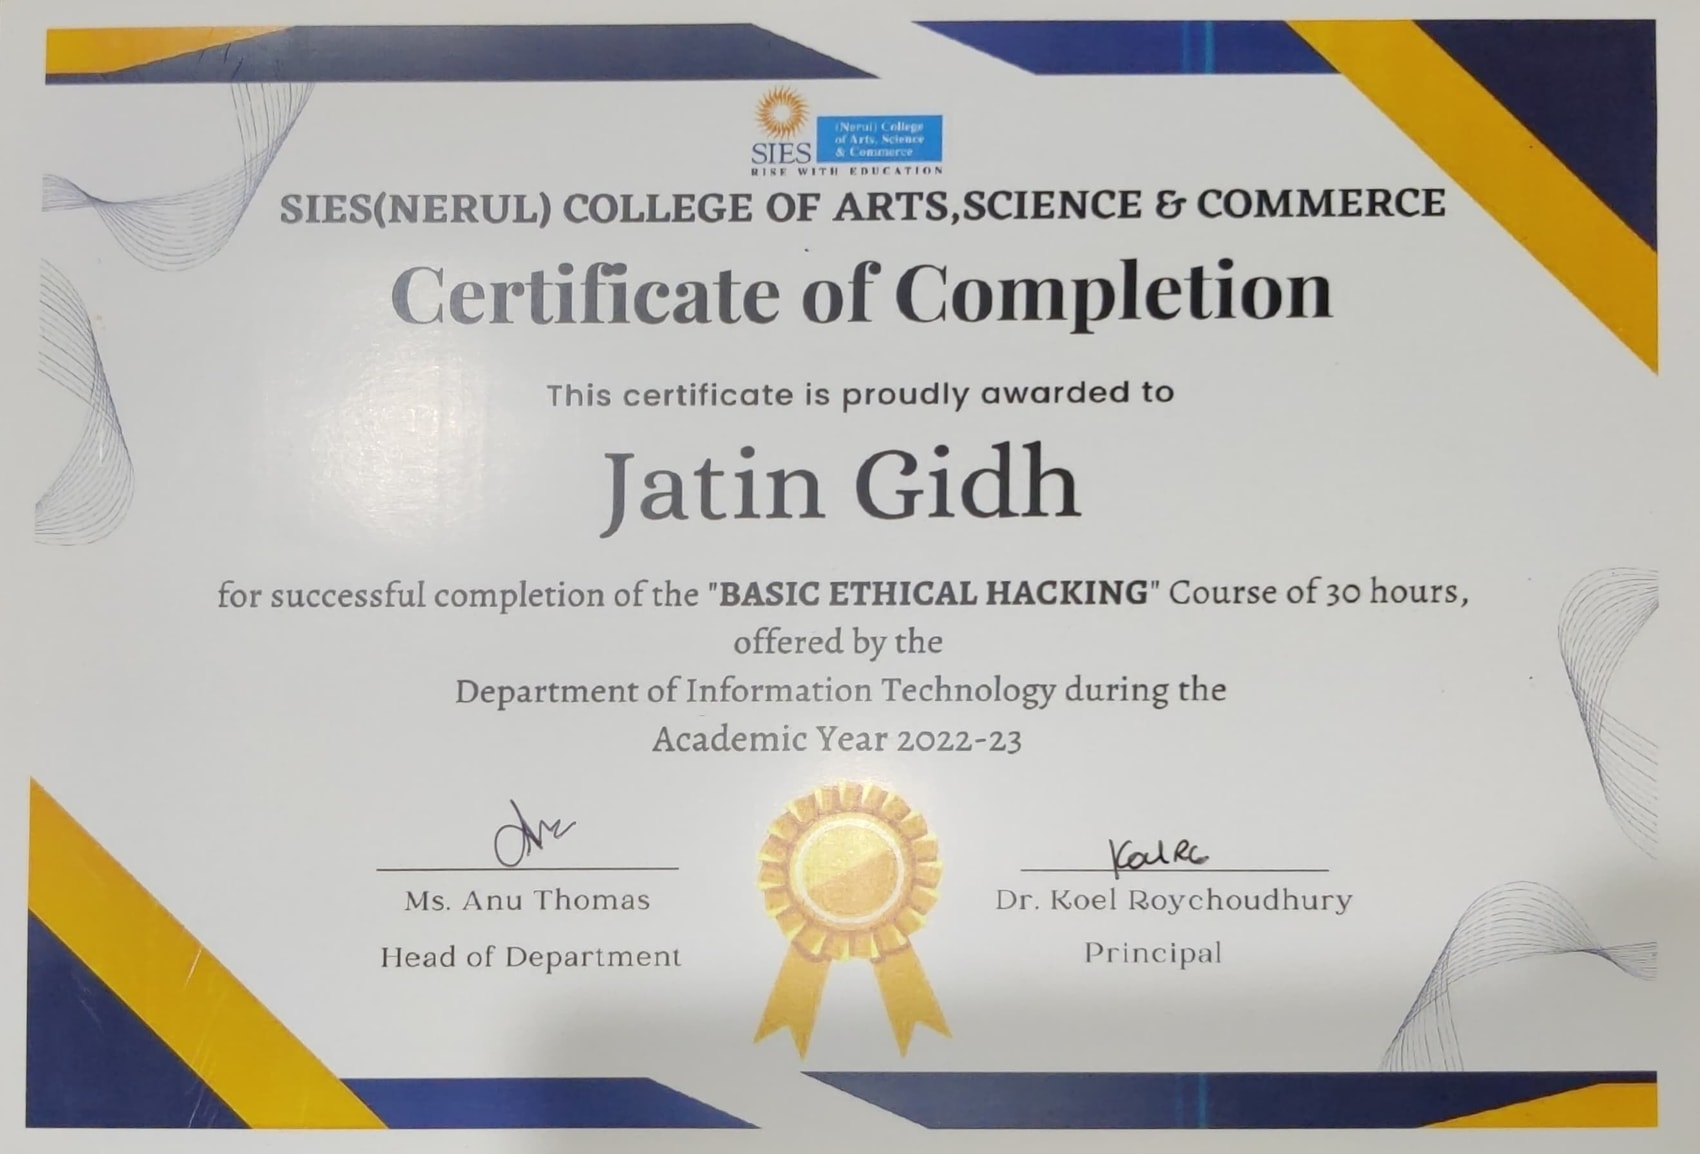 (Nerul) College
of Arts, Science
& Commerce
SIES
RISE WITH EDUCATION
SIES(NERUL) COLLEGE OF ARTS,SCIENCE & COMMERCE
Certificate of Completion
This certificate is proudly awarded to
Jatin Gidh
for successful completion of the "BASIC ETHICAL HACKING" Course of 30 hours,
offered by the
Department of Information Technology during the
Academic Year 2022-23
Ms. Anu Thomas
Head of Department
Dr. Koel Roychoudhury
Principal